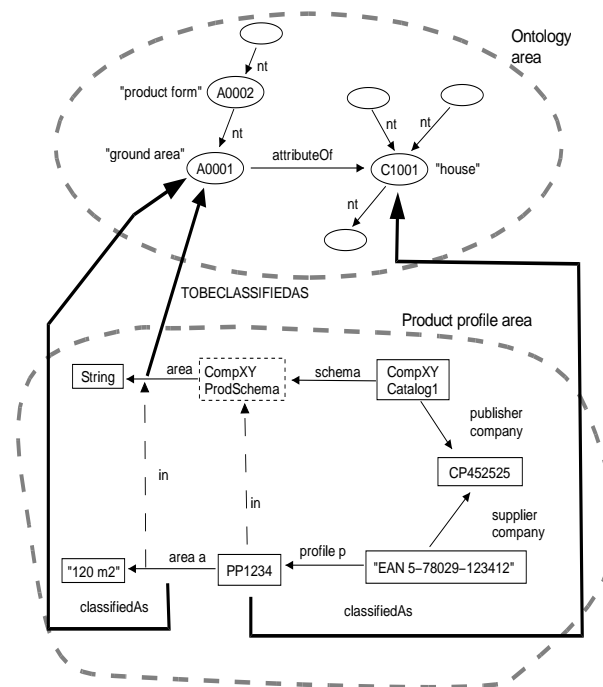 Ontology
area
nt
"product form"
A0002
nt
nt
nt
"ground area"
A0001
attributeOf
C1001
"house"
nt
TOBECLASSIFIEDAS
Product profile area
String
area
CompXY
ProdSchema
schema
CompXY
Catalog1
publisher
company
in
in
CP452525
supplier
company
"120 m2"
area a
PP1234
profile p
"EAN 5−78029−123412"
classifiedAs
classifiedAs